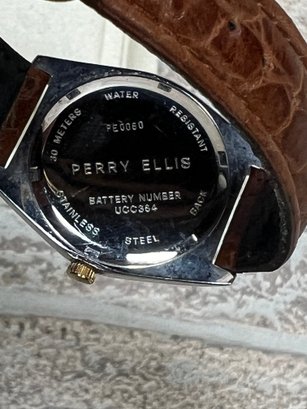 30 METERS WATER RESISTANT
PE0060
PERRY ELLIS
BATTERY NUMBER
UCC364
STAINLESS STEEL BACK